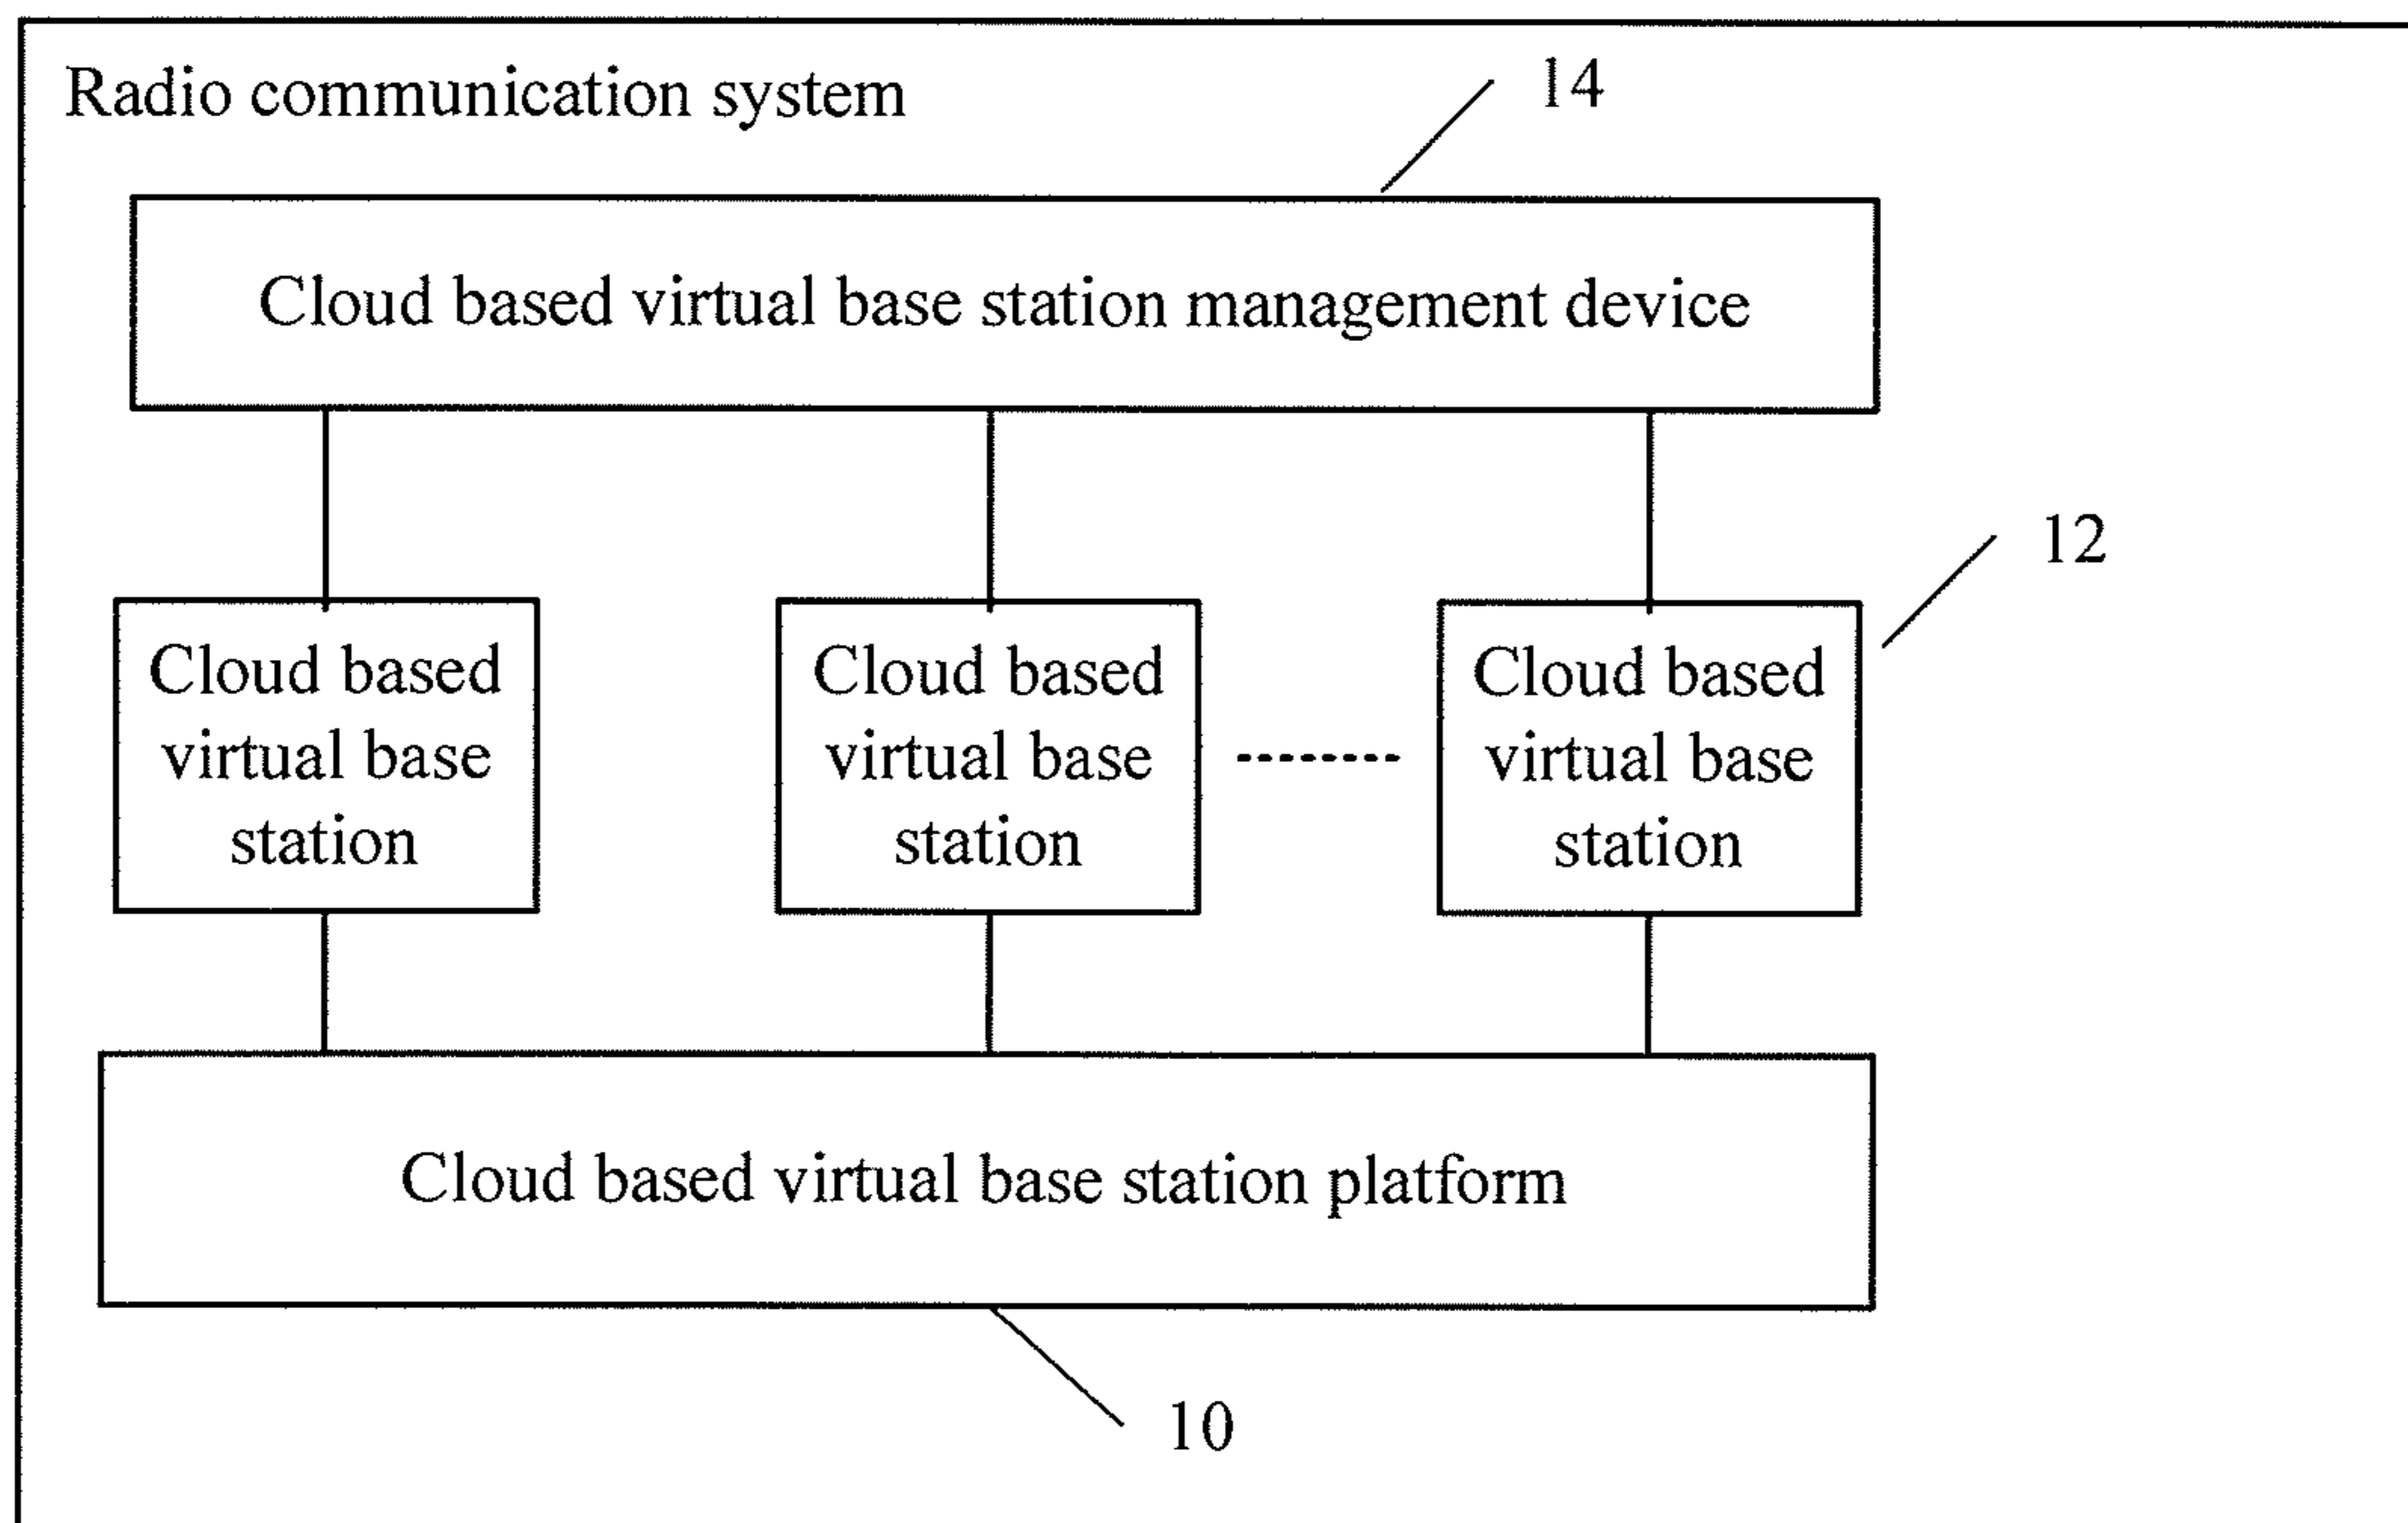 Radio communication system
14
Cloud based virtual base station management device
12
Cloud based
virtual base
station
Cloud based
virtual base
station
Cloud based
virtual base
station
Cloud based virtual base station platform
10